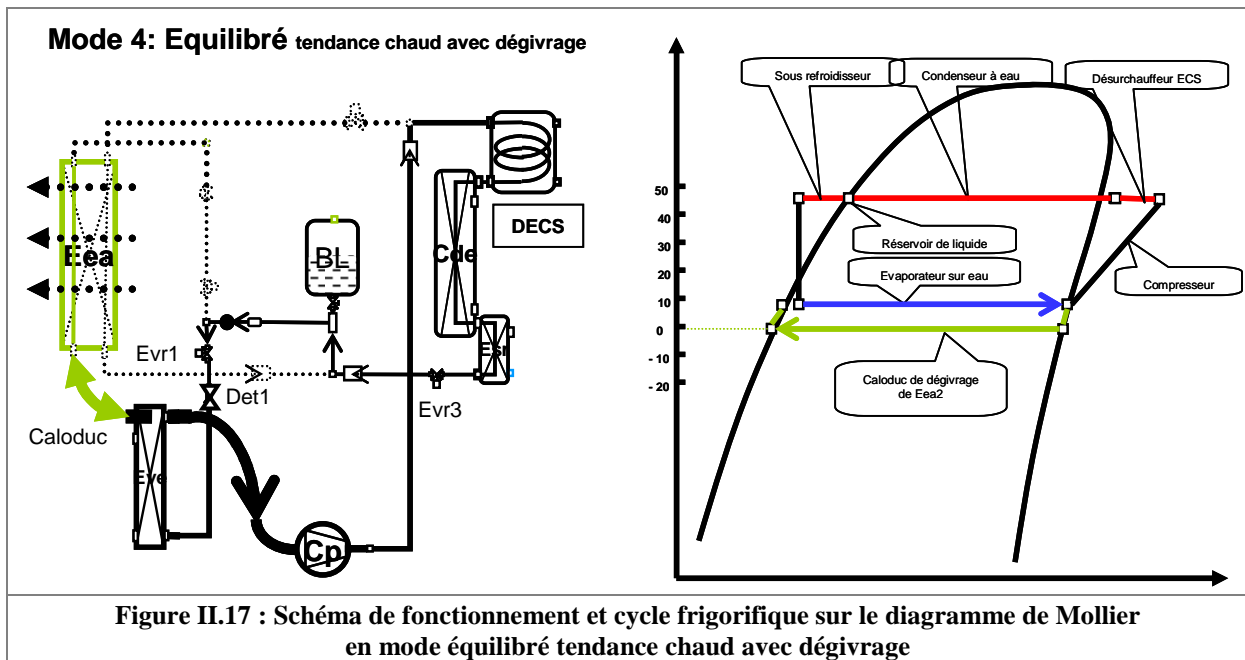 Mode 4: Equilibré tendance chaud avec dégivrage
Eea
BL
Cde
DECS
Esr
Evr1
Det1
Evr3
Caloduc
Eve
Cp
Sous refroidisseur
Condenseur à eau
Désurchauffeur ECS
50
40
30
20
10
0
- 10
- 20
Réservoir de liquide
Evaporateur sur eau
Compresseur
Caloduc de dégivrage
de Eea2
Figure II.17 : Schéma de fonctionnement et cycle frigorifique sur le diagramme de Mollier
en mode équilibré tendance chaud avec dégivrage